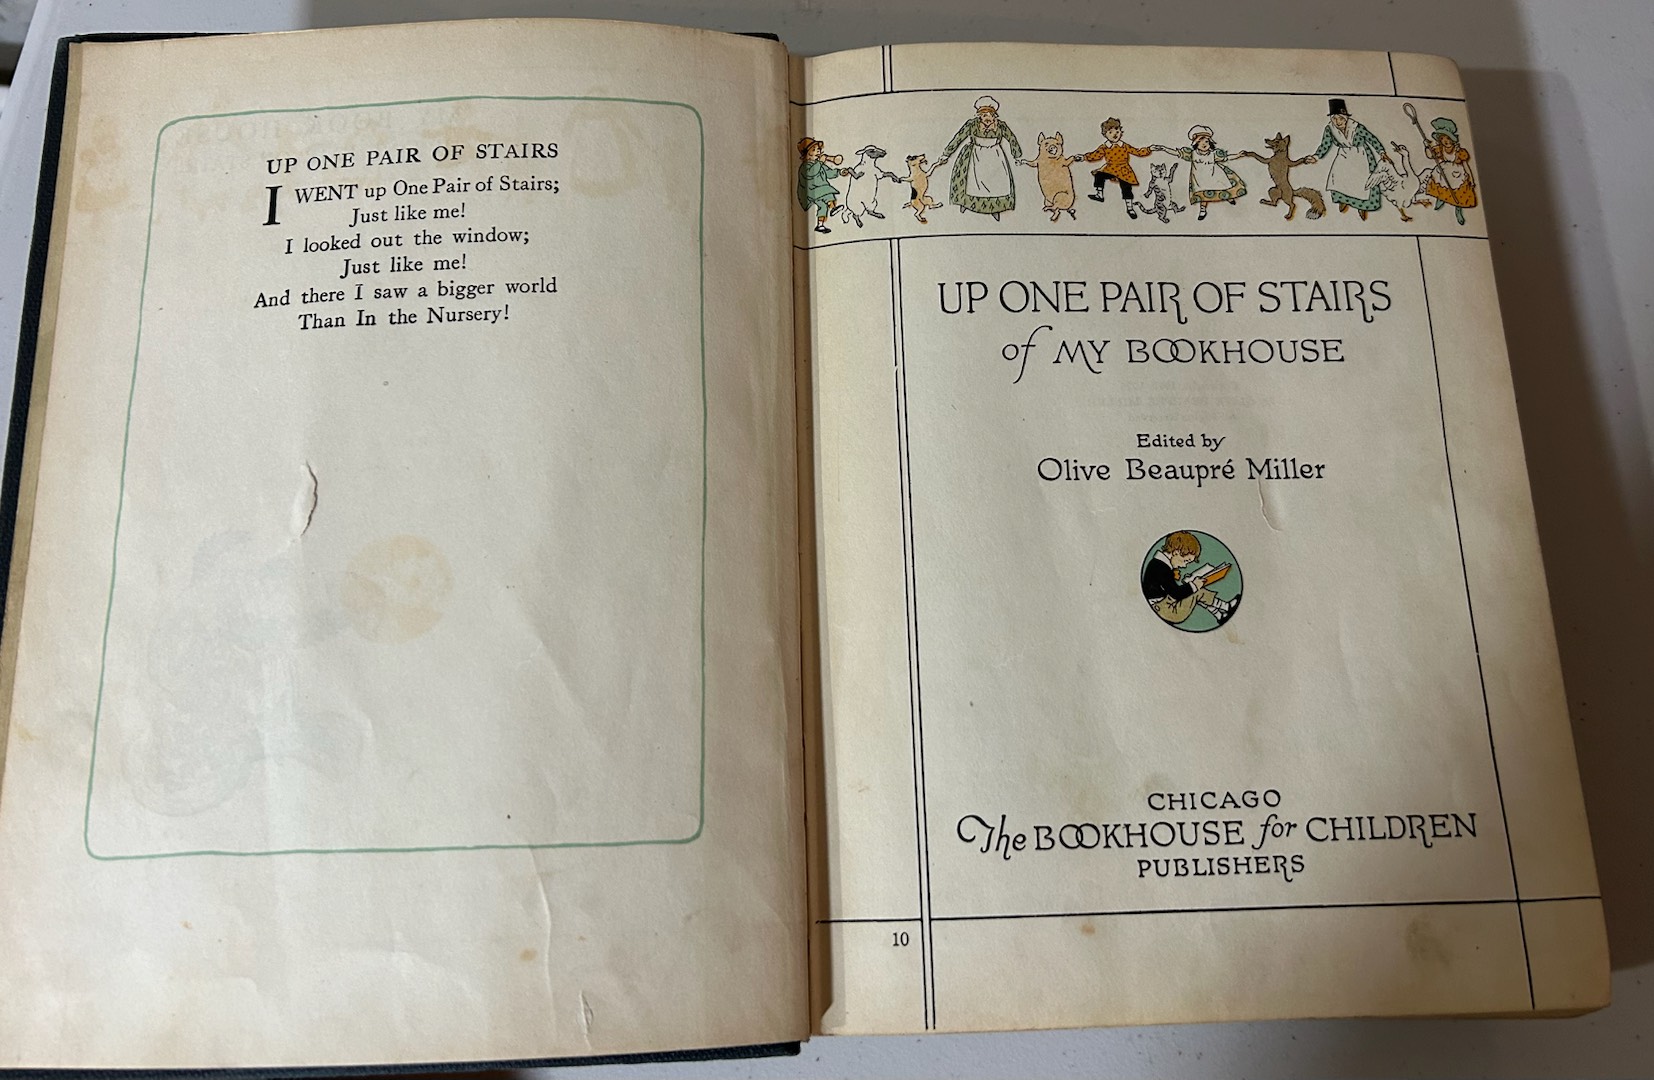 UP ONE PAIR OF STAIRS
I WENT up One Pair of Stairs;
Just like me!
I looked out the window;
Just like me!
And there I saw a bigger world
Than In the Nursery!
UP ONE PAIR OF STAIRS
of MY BOOKHOUSE
Edited by
Olive Beaupré Miller
CHICAGO
The BOOKHOUSE for CHILDREN
PUBLISHERS
10